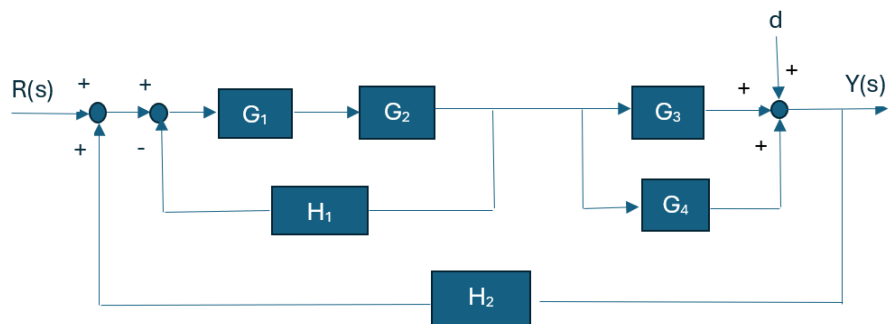 d
+ + + + Y(s)
R(s)
G₁ G₂ G₃
+ - +
G₄
H₁
H₂